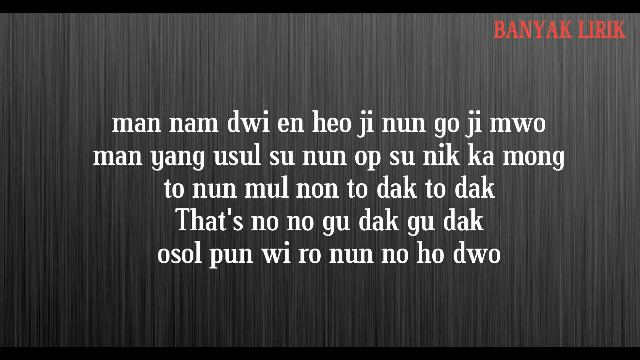 BANYAK LIRIK
man nam dwi en heo ji nun go ji mwo
man yang usul su nun op su nik ka mong
to nun mul non to dak to dak
That's no no gu dak gu dak
osol pun wi ro nun no ho dwo